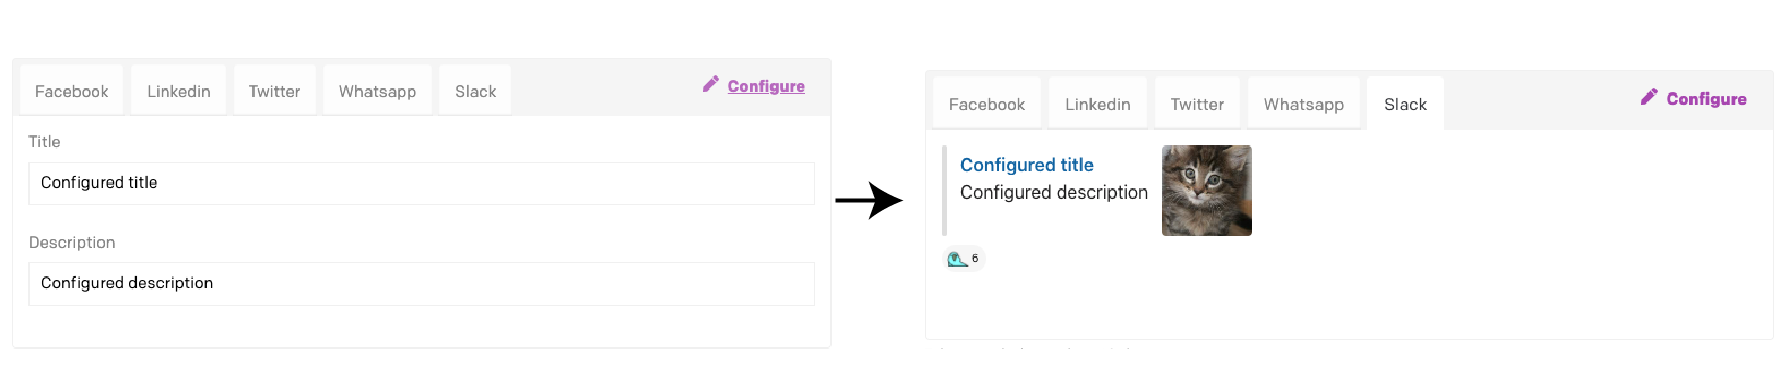 Facebook Linkedin Twitter Whatsapp Slack Configure
Title
Configured title
Description
Configured description
Facebook Linkedin Twitter Whatsapp Slack Configure
Configured title
Configured description
6